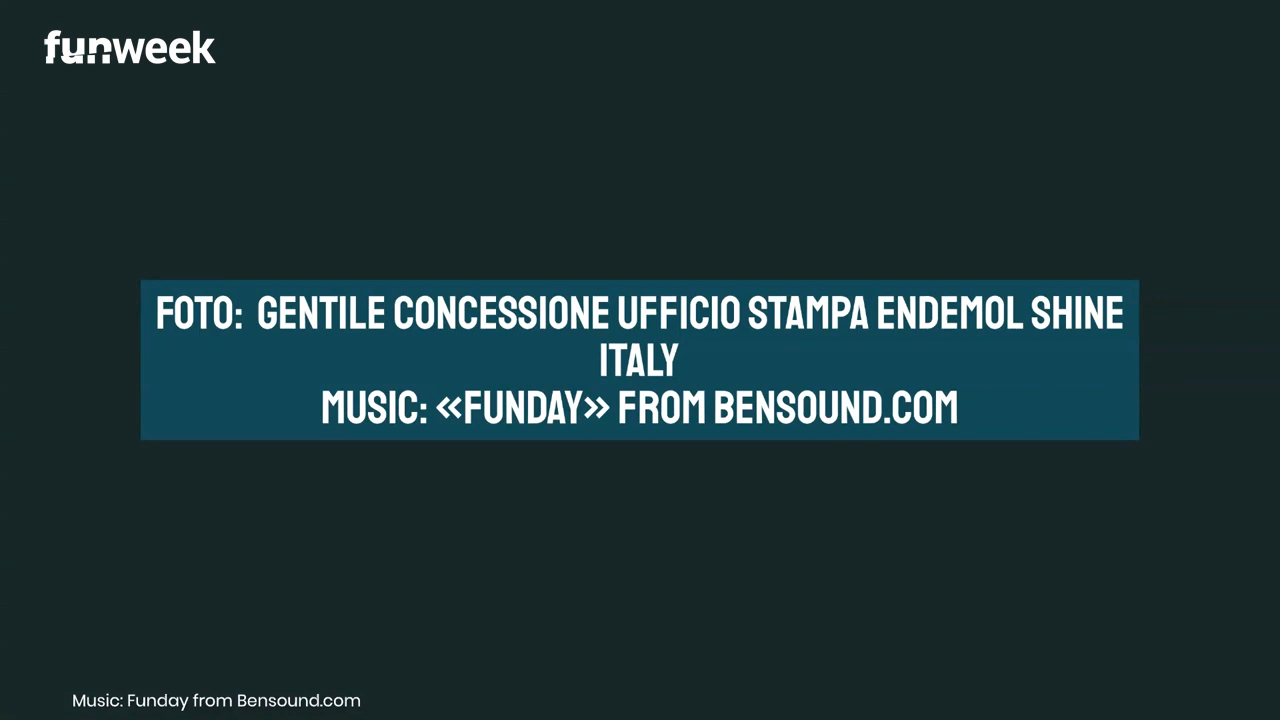 funweek
FOTO: GENTILE CONCESSIONE UFFICIO STAMPA ENDEMOL SHINE
ITALY
MUSIC: «FUNDAY» FROM BENSOUND.COM
Music: Funday from Bensound.com